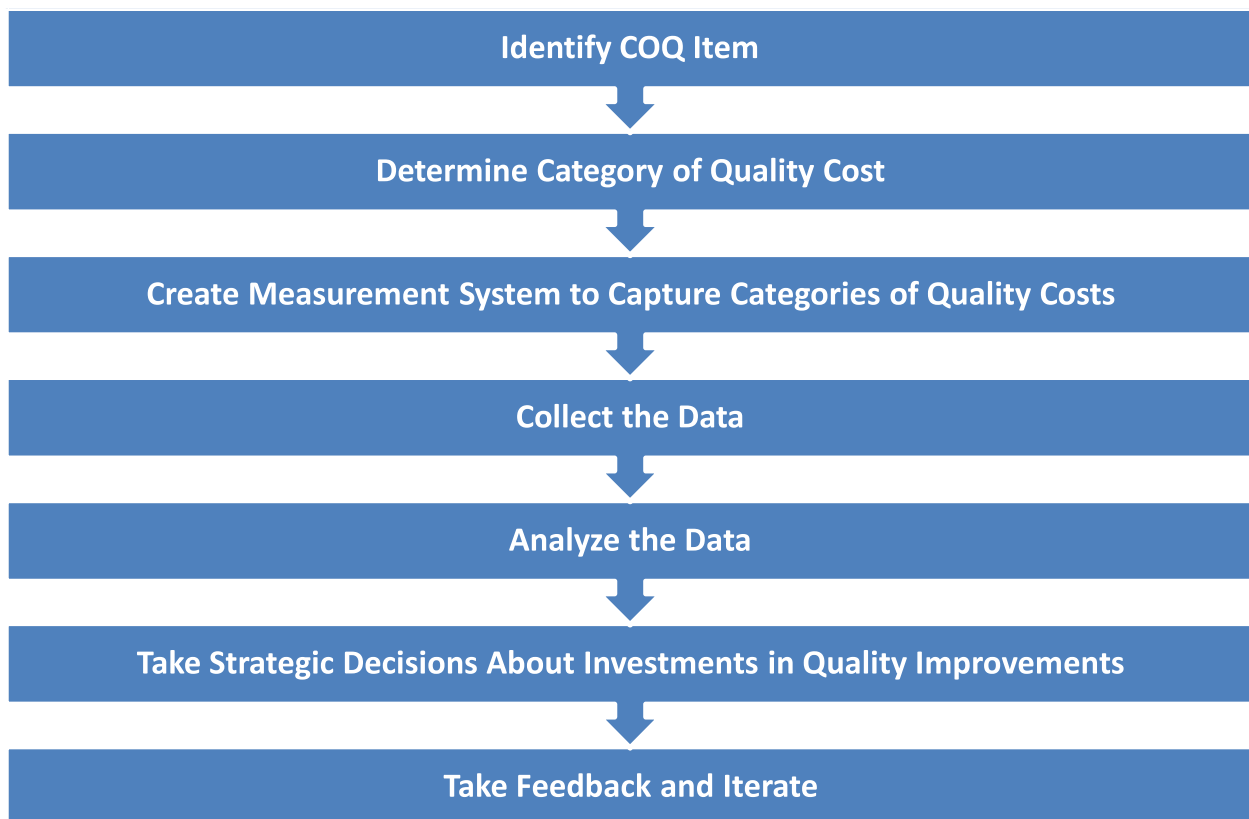 Identify COQ Item
Determine Category of Quality Cost
Create Measurement System to Capture Categories of Quality Costs
Collect the Data
Analyze the Data
Take Strategic Decisions About Investments in Quality Improvements
Take Feedback and Iterate